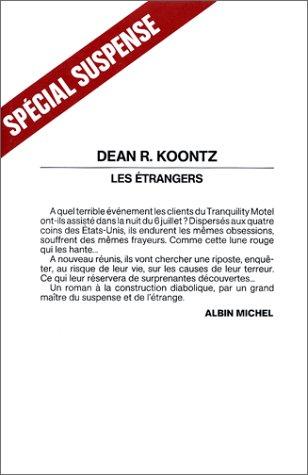 SPÉCIAL SUSPENSE
DEAN R. KOONTZ
LES ÉTRANGERS
A quel terrible événement les clients du Tranquility Motel
ont-ils assisté dans la nuit du 6 juillet ? Dispersés aux quatre
coins des États-Unis, ils endurent les mêmes obsessions,
souffrent des mêmes frayeurs. Comme cette lune rouge
qui les hante...
A nouveau réunis, ils vont chercher une riposte, enquê-
ter, au risque de leur vie, sur les causes de leur terreur.
Ce qui leur réservera de surprenantes découvertes...
Un roman à la construction diabolique, par un grand
maître du suspense et de l'étrange.
ALBIN MICHEL